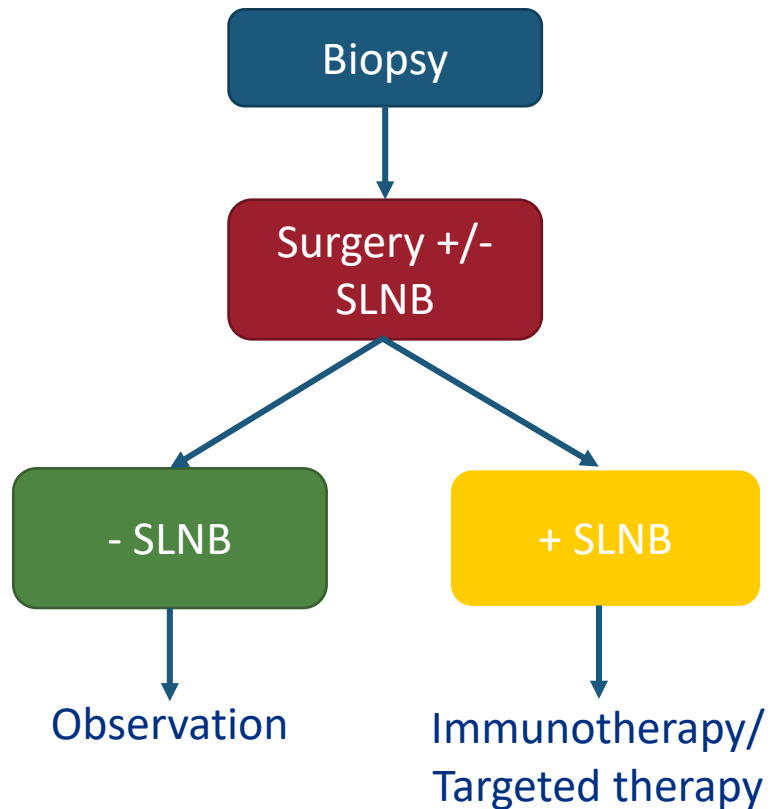 Biopsy
Surgery +/-
SLNB
- SLNB
+ SLNB
Observation
Immunotherapy/
Targeted therapy